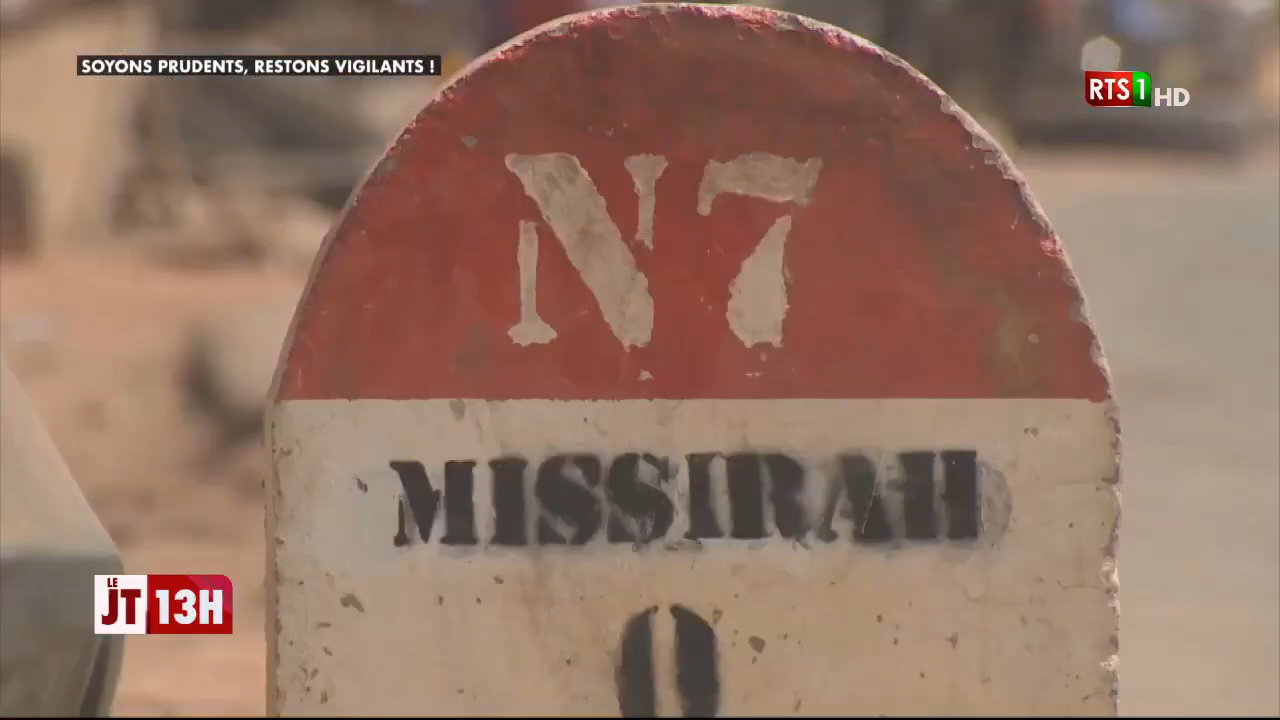 SOYONS PRUDENTS, RESTONS VIGILANTS !
RTS1 HD
N7
MISSIRAH
0
LE
JT 13H